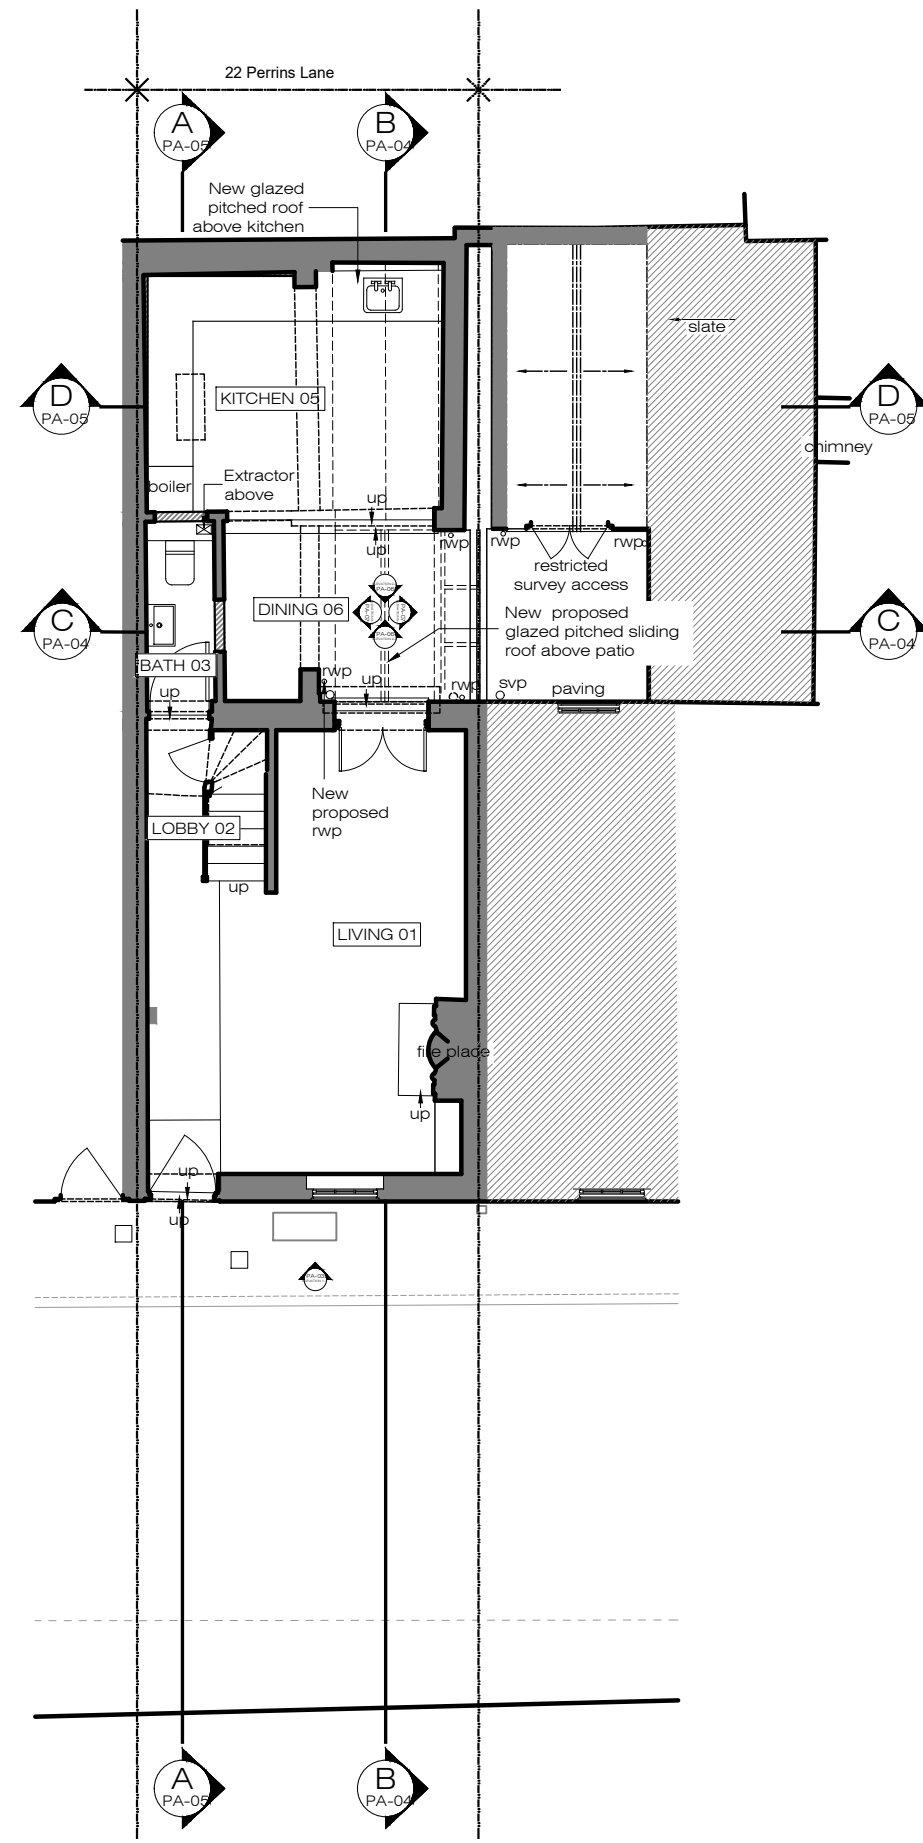 22 Perrins Lane
A
PA-05
B
PA-04
New glazed
pitched roof
above kitchen
slate
D
PA-05
KITCHEN 05
D
PA-05
chimney
boiler
Extractor
above
up
up
rwp
rwp
rwp
restricted
survey access
C
PA-04
DINING 06
New proposed
glazed pitched sliding
roof above patio
C
PA-04
BATH 03
up
rwp
up
rwp
svp
paving
New
proposed
rwp
LOBBY 02
up
LIVING 01
fire place
up
up
up
PA-03
A
PA-05
B
PA-04